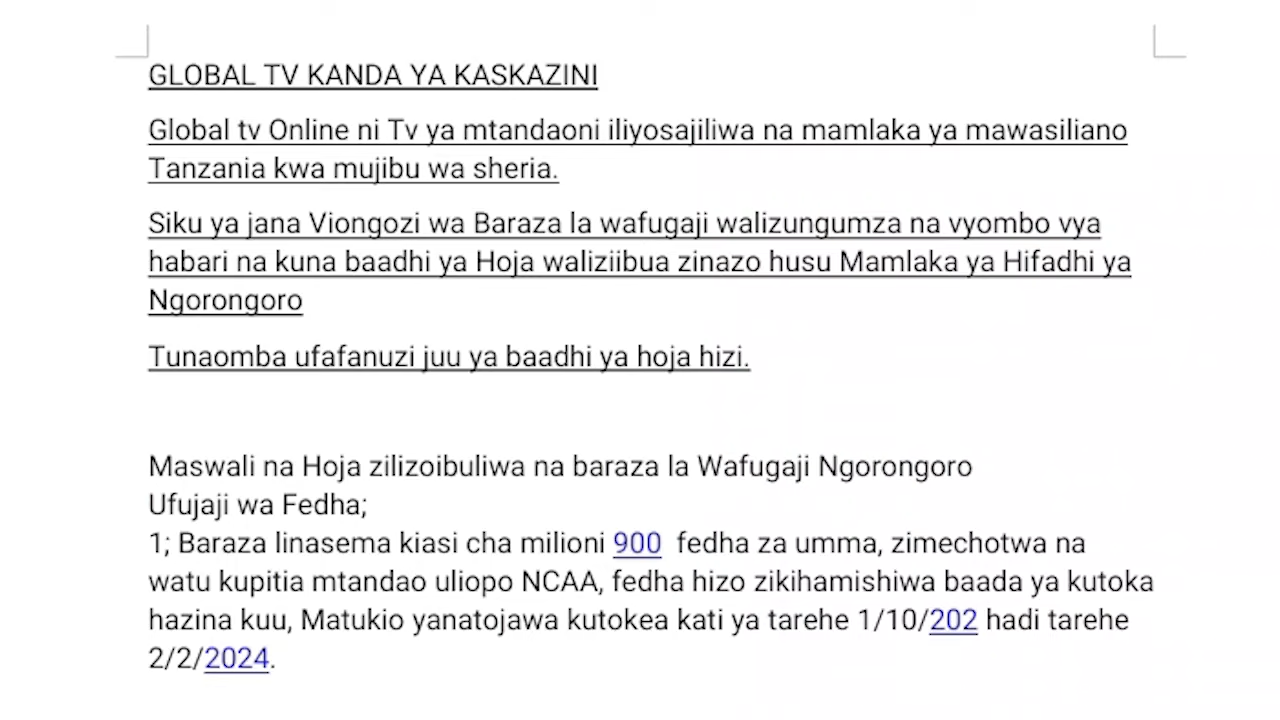 GLOBAL TV KANDA YA KASKAZINI
Global tv Online ni Tv ya mtandaoni iliyosajiliwa na mamlaka ya mawasiliano
Tanzania kwa mujibu wa sheria.
Siku ya jana Viongozi wa Baraza la wafugaji walizungumza na vyombo vya
habari na kuna baadhi ya Hoja waliziibua zinazo husu Mamlaka ya Hifadhi ya
Ngorongoro
Tunaomba ufafanuzi juu ya baadhi ya hoja hizi.
Maswali na Hoja zilizoibuliwa na baraza la Wafugaji Ngorongoro
Ufujaji wa Fedha;
1; Baraza linasema kiasi cha milioni 900 fedha za umma, zimechotwa na
watu kupitia mtandao uliopo NCAA, fedha hizo zikihamishiwa baada ya kutoka
hazina kuu, Matukio yanatojawa kutokea kati ya tarehe 1/10/202 hadi tarehe
2/2/2024.